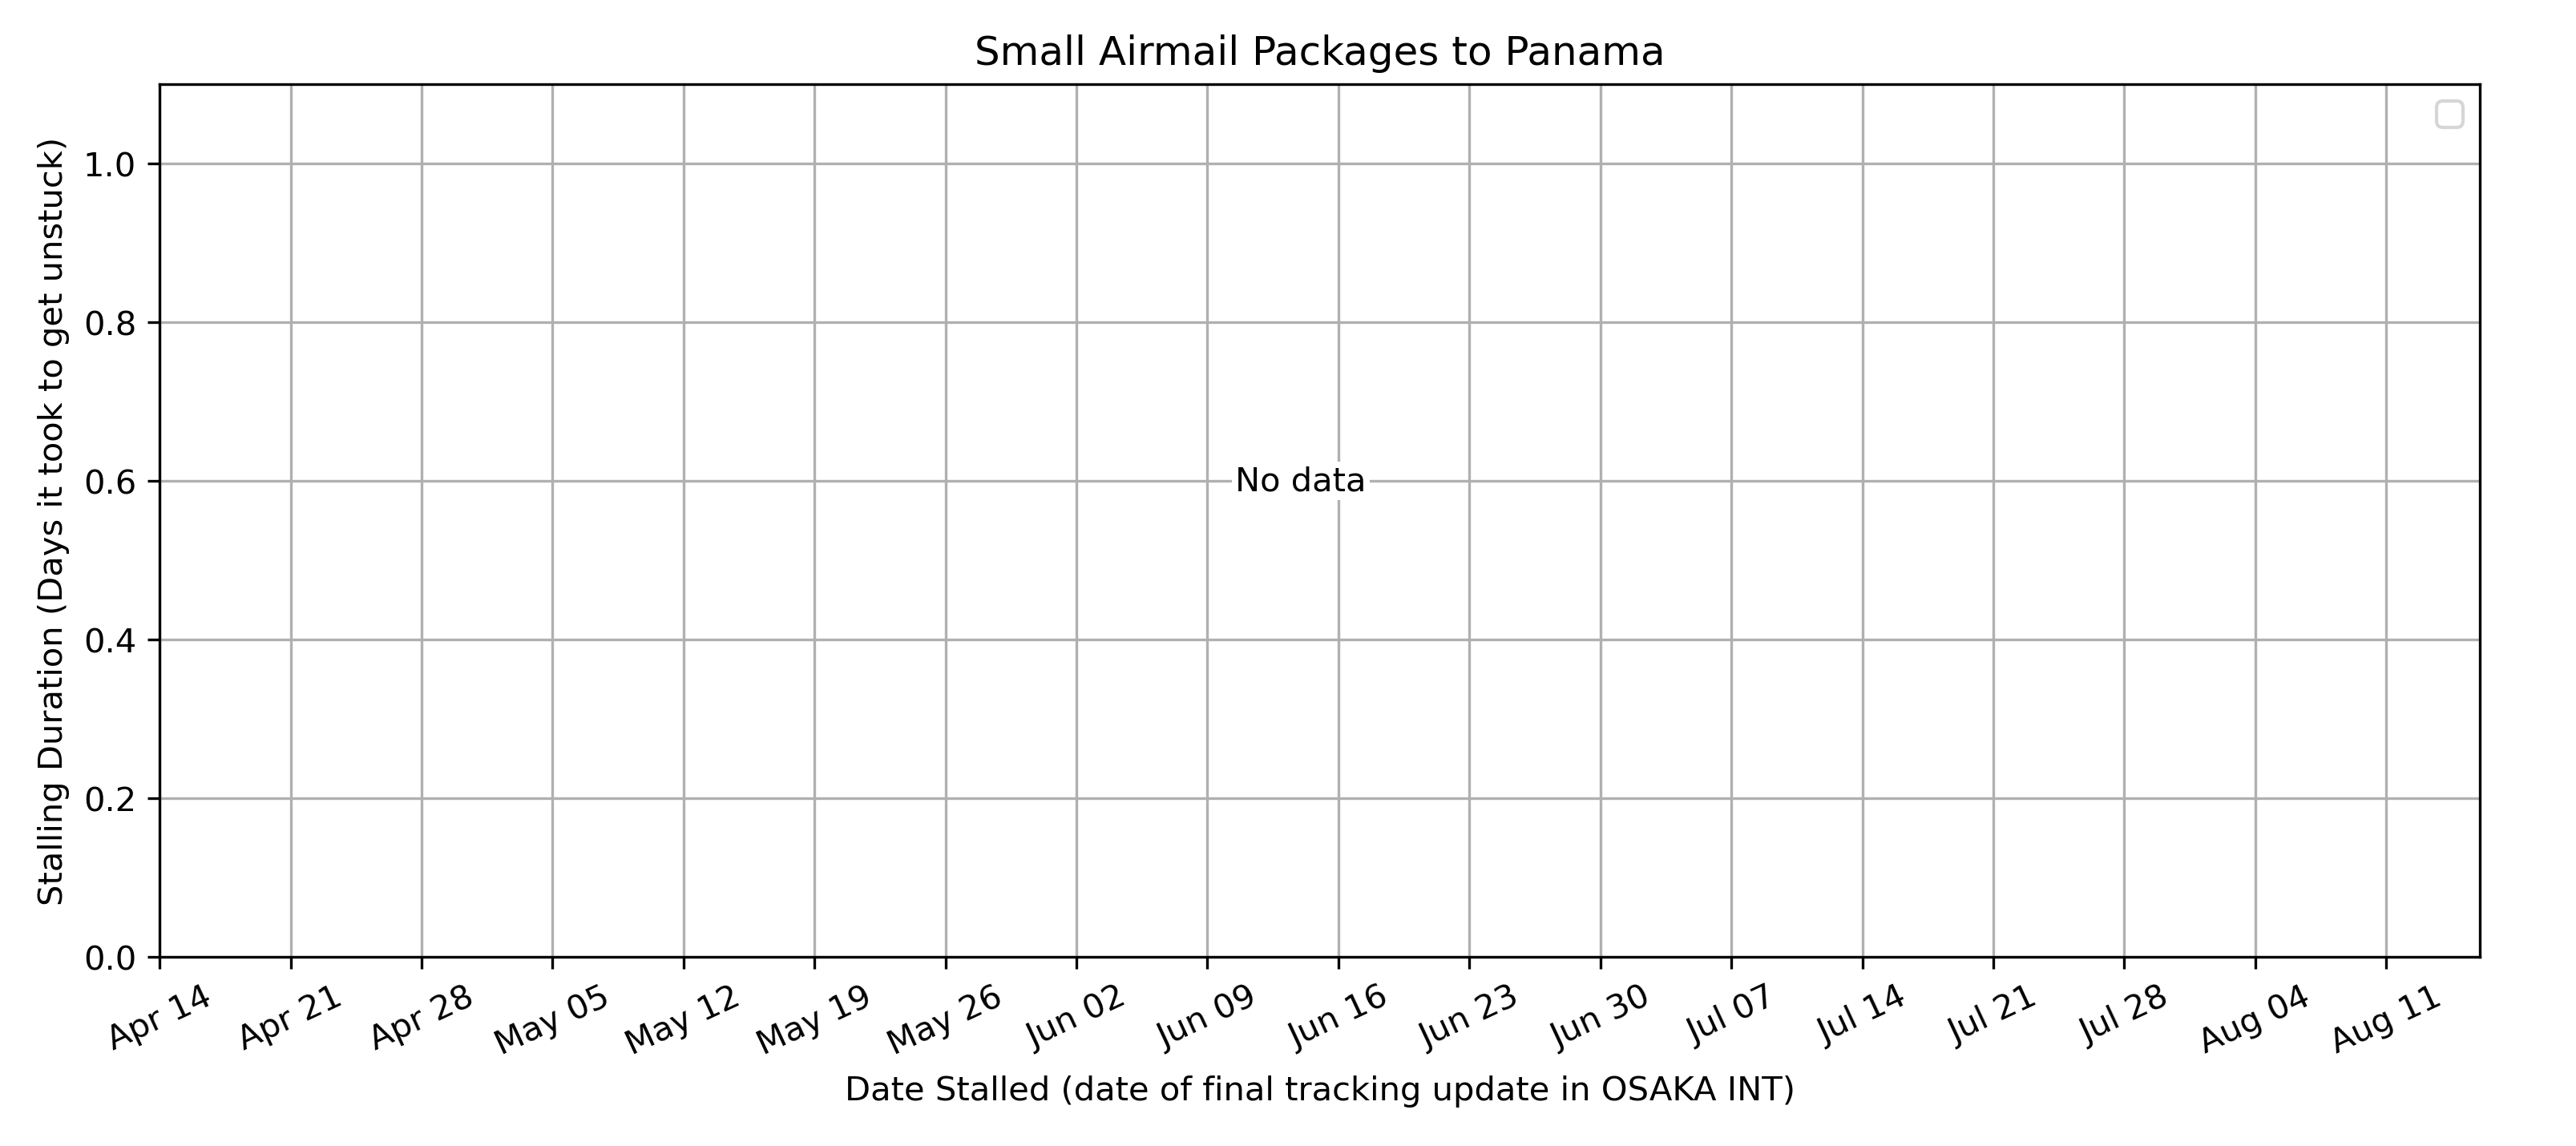 Small Airmail Packages to Panama
Stalling Duration (Days it took to get unstuck)
1.0
0.8
0.6
0.4
0.2
0.0
No data
Apr 14
Apr 21
Apr 28
May 05
May 12
May 19
May 26
Jun 02
Jun 09
Jun 16
Jun 23
Jun 30
Jul 07
Jul 14
Jul 21
Jul 28
Aug 04
Aug 11
Date Stalled (date of final tracking update in OSAKA INT)